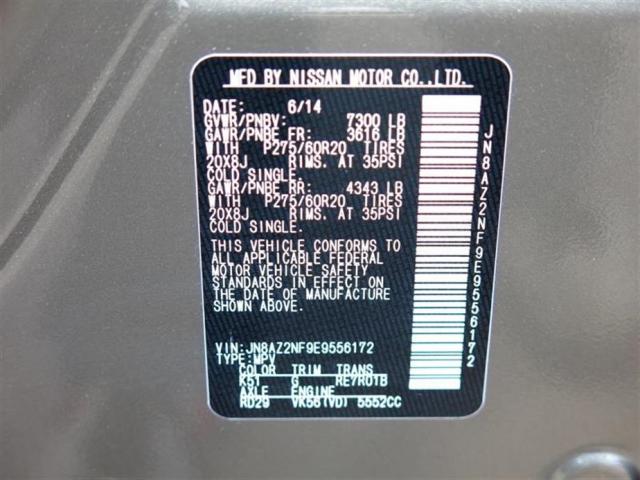 MFD BY NISSAN MOTOR CO.,LTD.
DATE: 6/14
GVWR/PNBV: 7300 LB
GAWR/PNBE FR: 3616 LB
WITH P275/60R20 TIRES
20X8J RIMS. AT 35PSI
COLD SINGLE.
GAWR/PNBE RR: 4343 LB
WITH P275/60R20 TIRES
20X8J RIMS. AT 35PSI
COLD SINGLE.
THIS VEHICLE CONFORMS TO
ALL APPLICABLE FEDERAL
MOTOR VEHICLE SAFETY
STANDARDS IN EFFECT ON
THE DATE OF MANUFACTURE
SHOWN ABOVE.
VIN: JN8AZ2NF9E9556172
TYPE: MPV
COLOR TRIM TRANS
K51 G RE7R01B
AXLE ENGINE
RD29 VK56(VD) 5552CC
JN8AZ2NF9E9556172